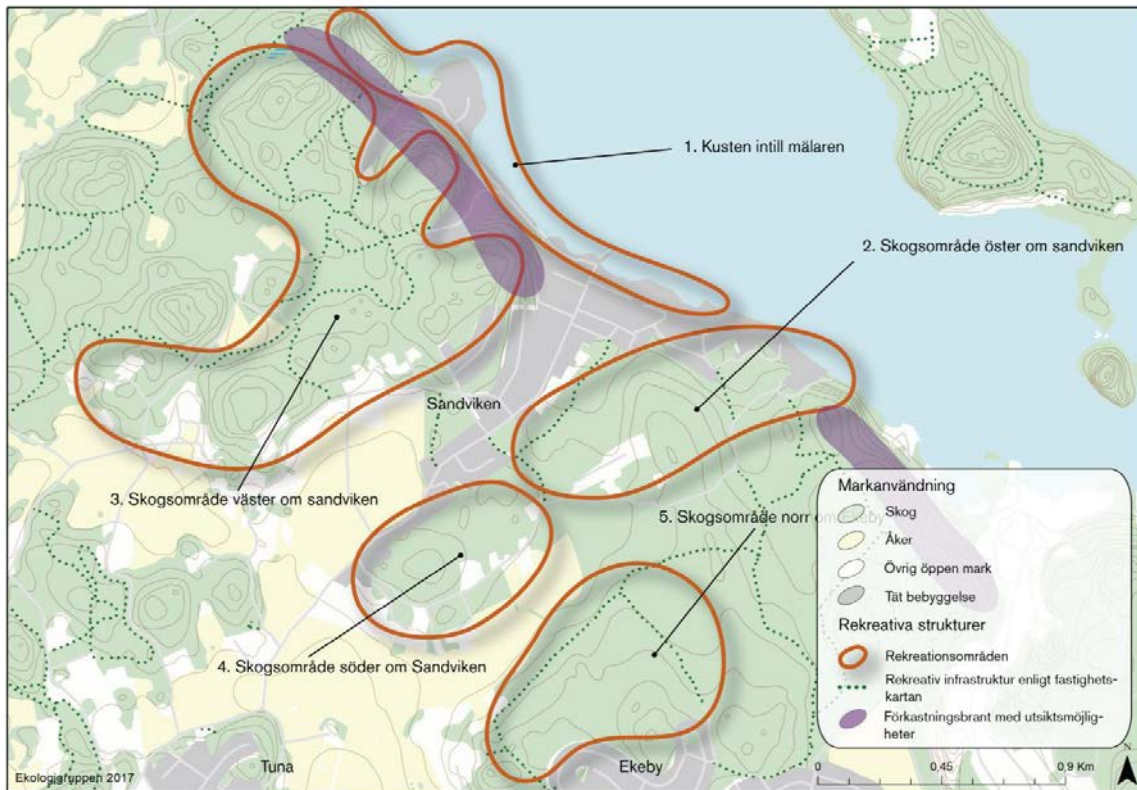 1. Kusten intill mälaren
2. Skogsområde öster om sandviken
Sandviken
3. Skogsområde väster om sandviken
5. Skogsområde norr om Ekeby
4. Skogsområde söder om Sandviken
Tuna
Ekeby
Ekologigruppen 2017
Markanvändning
Skog
Åker
Övrig öppen mark
Tät bebyggelse
Rekreativa strukturer
Rekreationsområden
Rekreativ infrastruktur enligt fastighets-
kartan
Förkastningsbrant med utsiktsmöjlig-
heter
N
0 0,45 0,9 Km